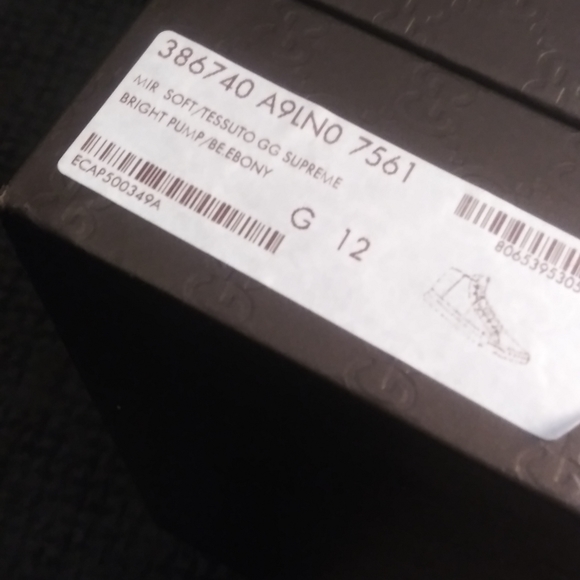 386740 A9LN0 7561
MIR SOFT/TESSUTO GG SUPREME
BRIGHT PUMP/BE.EBONY
ECAP500349A
G 12